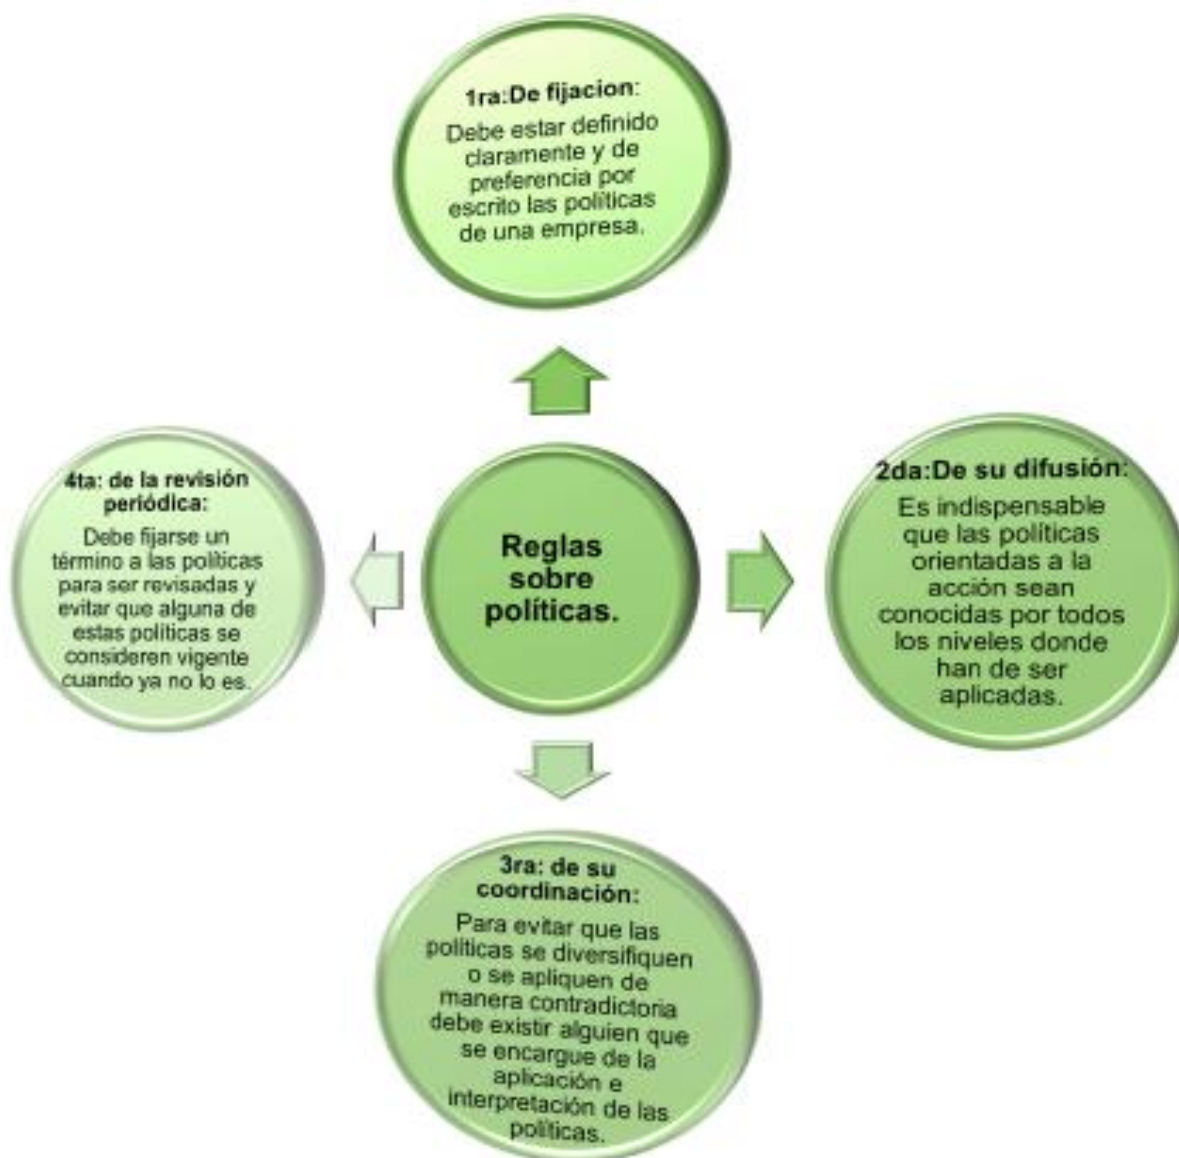 1ra:De fijacion:
Debe estar definido
claramente y de
preferencia por
escrito las políticas
de una empresa.
4ta: de la revisión
periódica:
Debe fijarse un
término a las políticas
para ser revisadas y
evitar que alguna de
estas políticas se
consideren vigente
cuando ya no lo es.
Reglas
sobre
políticas.
2da:De su difusión:
Es indispensable
que las políticas
orientadas a la
acción sean
conocidas por todos
los niveles donde
han de ser
aplicadas.
3ra: de su
coordinación:
Para evitar que las
políticas se diversifiquen
o se apliquen de
manera contradictoria
debe existir alguien que
se encargue de la
aplicación e
interpretación de las
políticas.